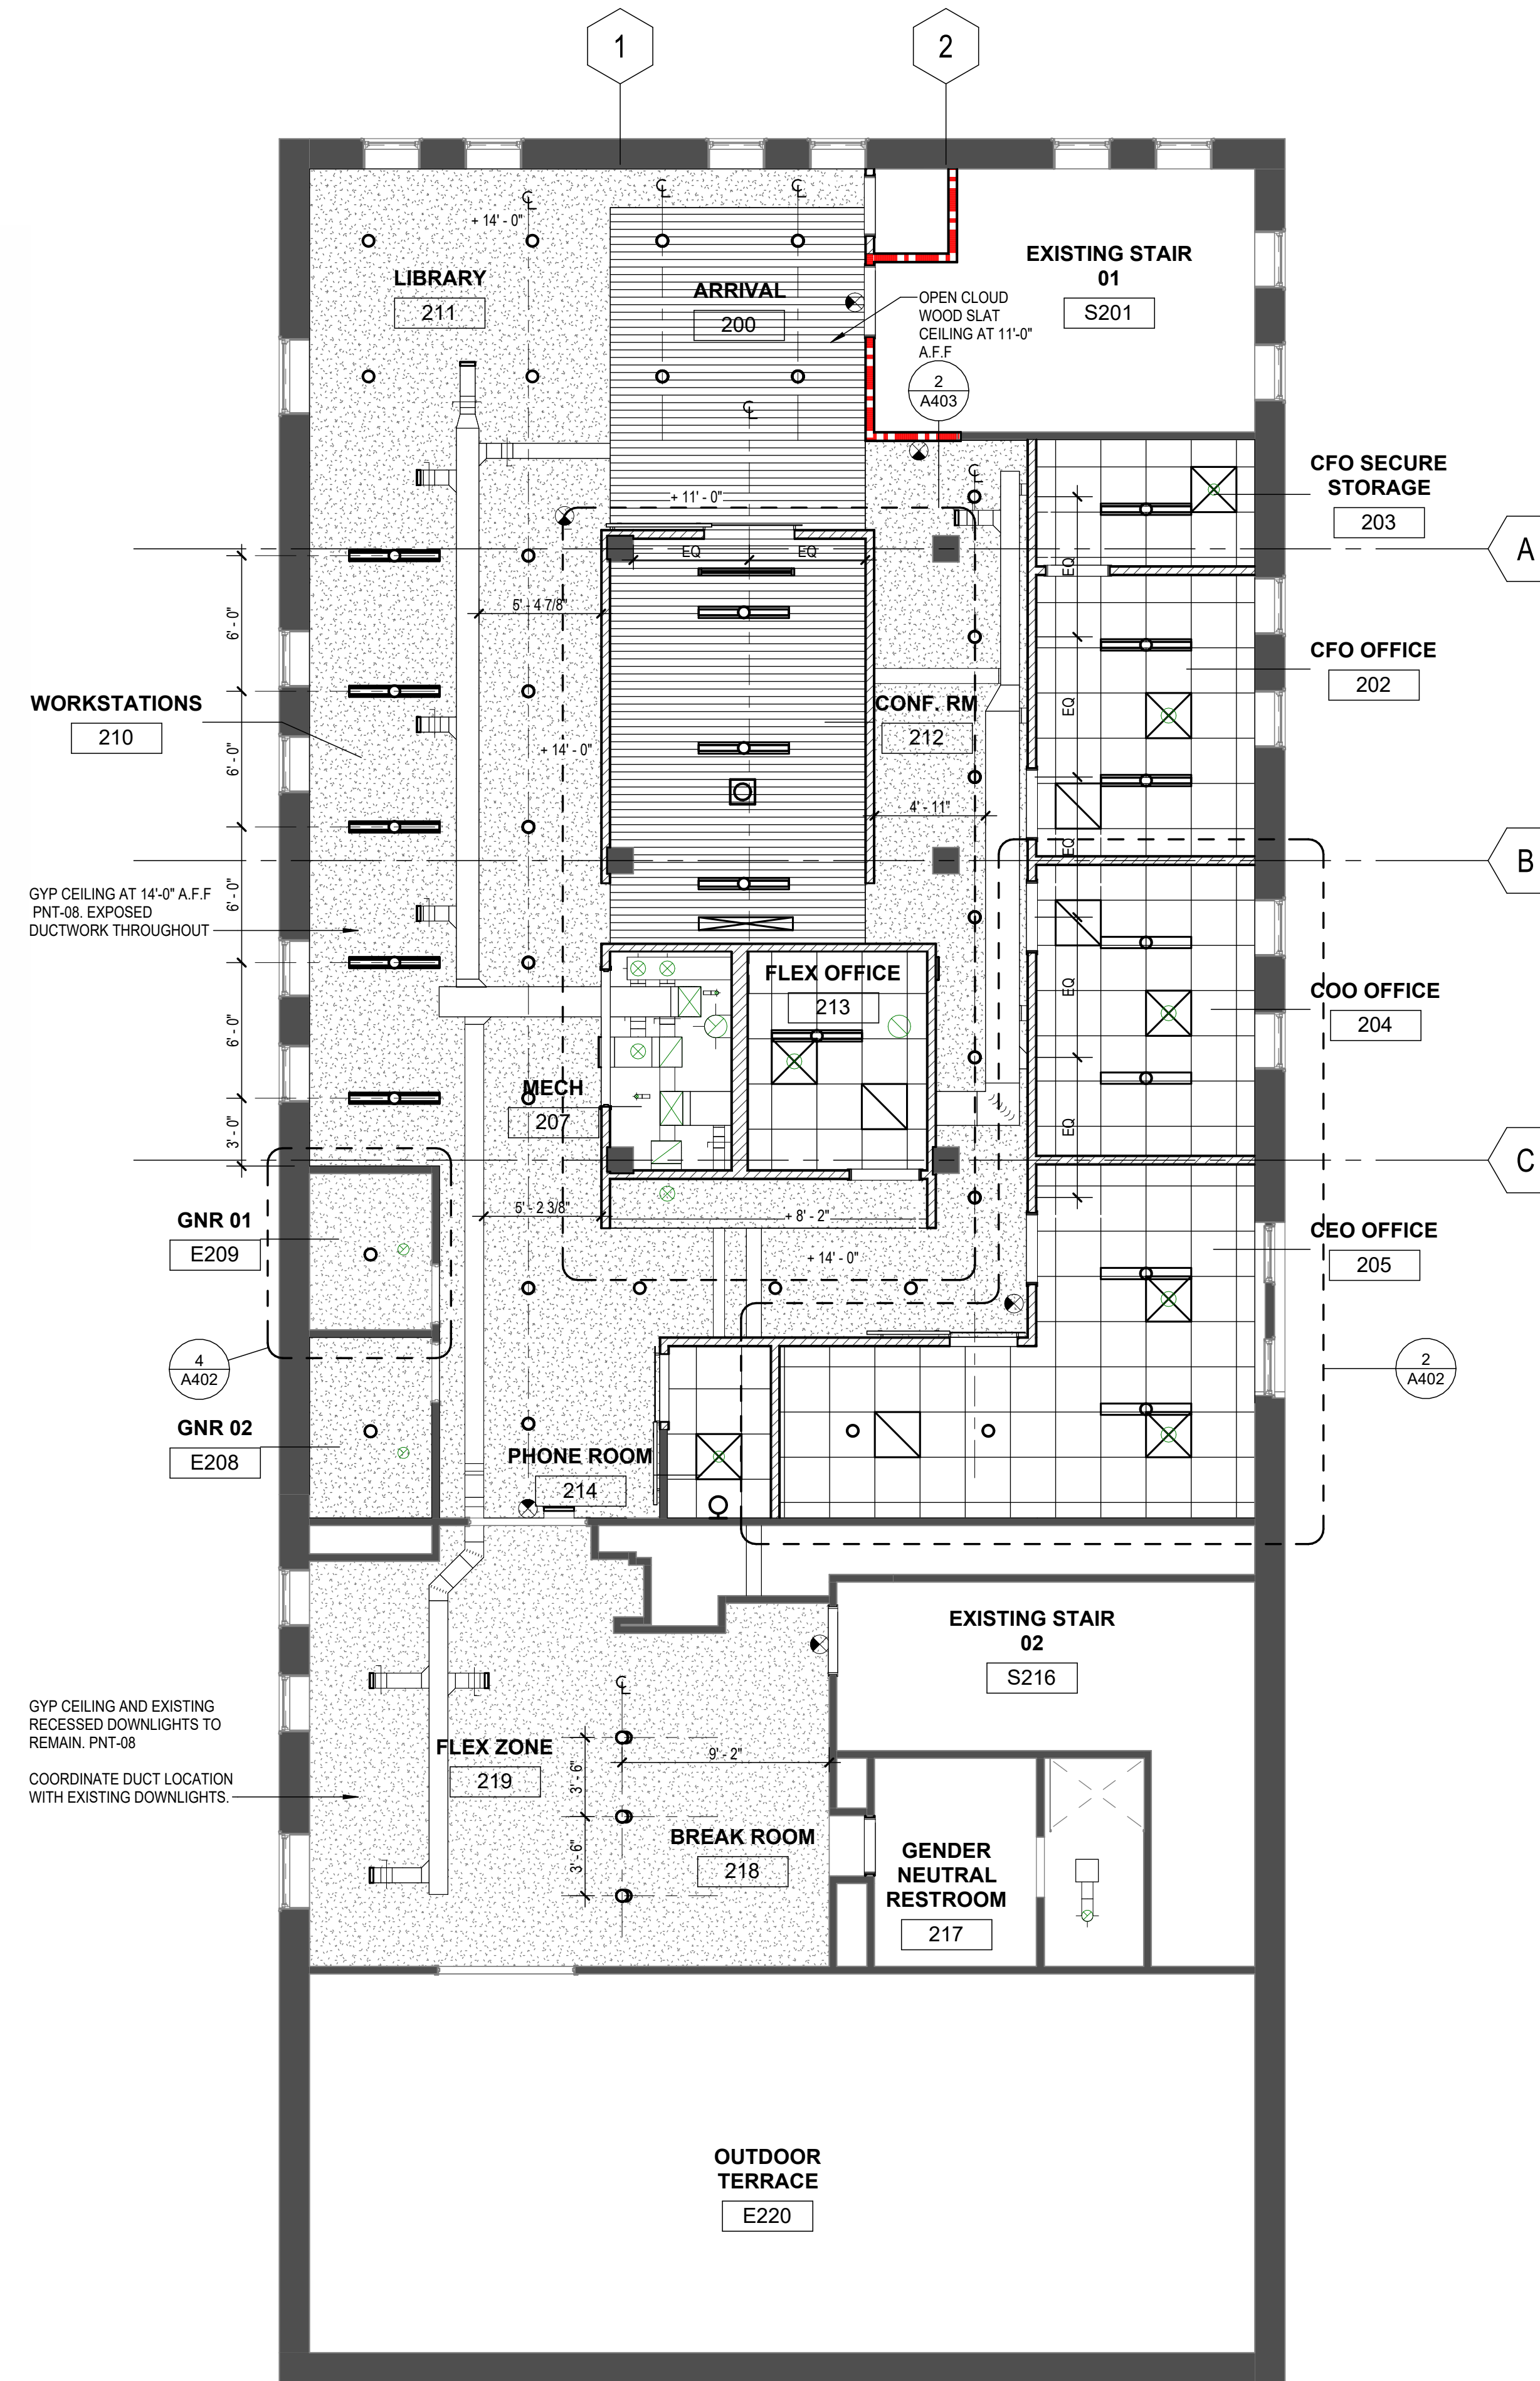 1
2
+ 14' - 0"
LIBRARY
211
ARRIVAL
200
EXISTING STAIR
01
S201
OPEN CLOUD
WOOD SLAT
CEILING AT 11'-0"
A.F.F
2
A403
CFO SECURE
STORAGE
203
+ 11' - 0"
A
EQ
EQ
EQ
6' - 0"
5' - 4 7/8"
CFO OFFICE
202
WORKSTATIONS
210
CONF. RM
212
EQ
+ 14' - 0"
6' - 0"
4' - 11"
EQ
B
GYP CEILING AT 14'-0" A.F.F
PNT-08. EXPOSED
DUCTWORK THROUGHOUT
6' - 0"
FLEX OFFICE
213
EQ
COO OFFICE
204
6' - 0"
MECH
207
3' - 0"
EQ
C
GNR 01
E209
5' - 2 3/8"
+ 8' - 2"
+ 14' - 0"
CEO OFFICE
205
4
A402
2
A402
GNR 02
E208
PHONE ROOM
214
EXISTING STAIR
02
S216
GYP CEILING AND EXISTING
RECESSED DOWNLIGHTS TO
REMAIN. PNT-08
COORDINATE DUCT LOCATION
WITH EXISTING DOWNLIGHTS.
FLEX ZONE
219
3' - 6"
9' - 2"
3' - 6"
BREAK ROOM
218
GENDER
NEUTRAL
RESTROOM
217
OUTDOOR
TERRACE
E220